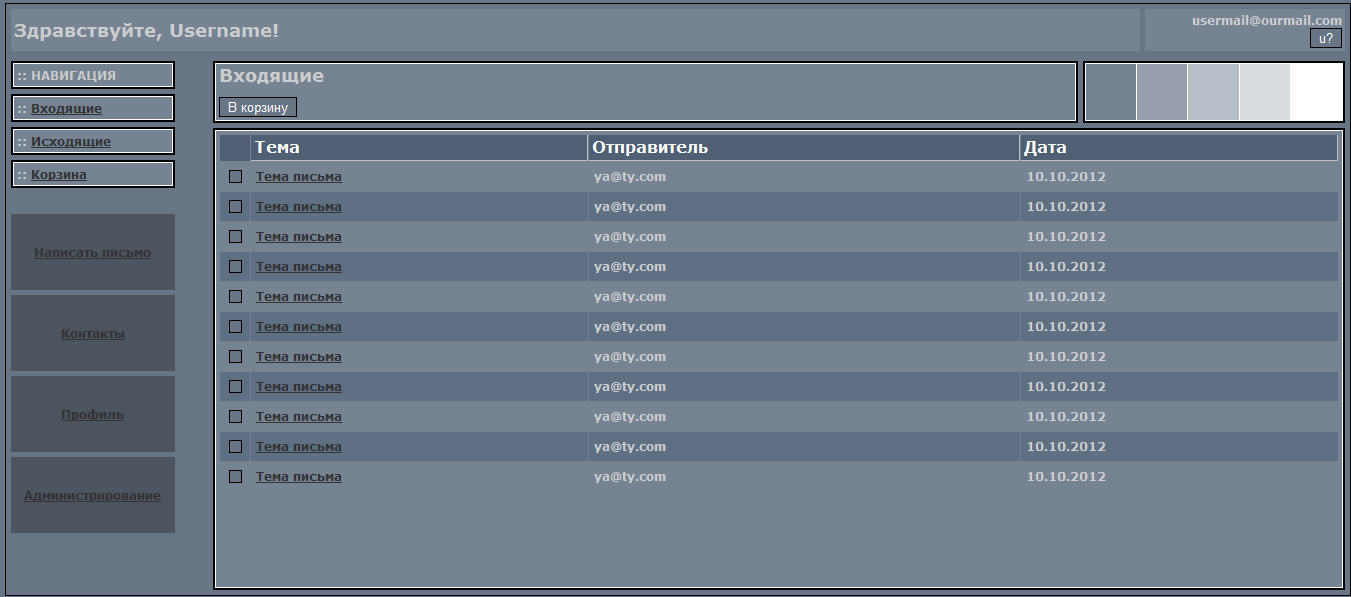 Здравствуйте, Username!
usermail@ourmail.com
u?
:: НАВИГАЦИЯ
:: Входящие
:: Исходящие
:: Корзина
Написать письмо
Контакты
Профиль
Администрирование
Входящие
В корзину
Тема Отправитель Дата
Тема письма ya@ty.com 10.10.2012
Тема письма ya@ty.com 10.10.2012
Тема письма ya@ty.com 10.10.2012
Тема письма ya@ty.com 10.10.2012
Тема письма ya@ty.com 10.10.2012
Тема письма ya@ty.com 10.10.2012
Тема письма ya@ty.com 10.10.2012
Тема письма ya@ty.com 10.10.2012
Тема письма ya@ty.com 10.10.2012
Тема письма ya@ty.com 10.10.2012
Тема письма ya@ty.com 10.10.2012